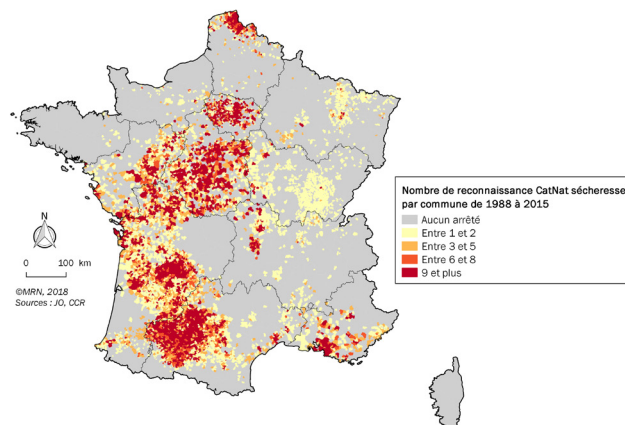 Nombre de reconnaissance CatNat sécheresse
par commune de 1988 à 2015
Aucun arrêté
Entre 1 et 2
Entre 3 et 5
Entre 6 et 8
9 et plus
N
0 100 km
©MRN, 2018
Sources : JO, CCR